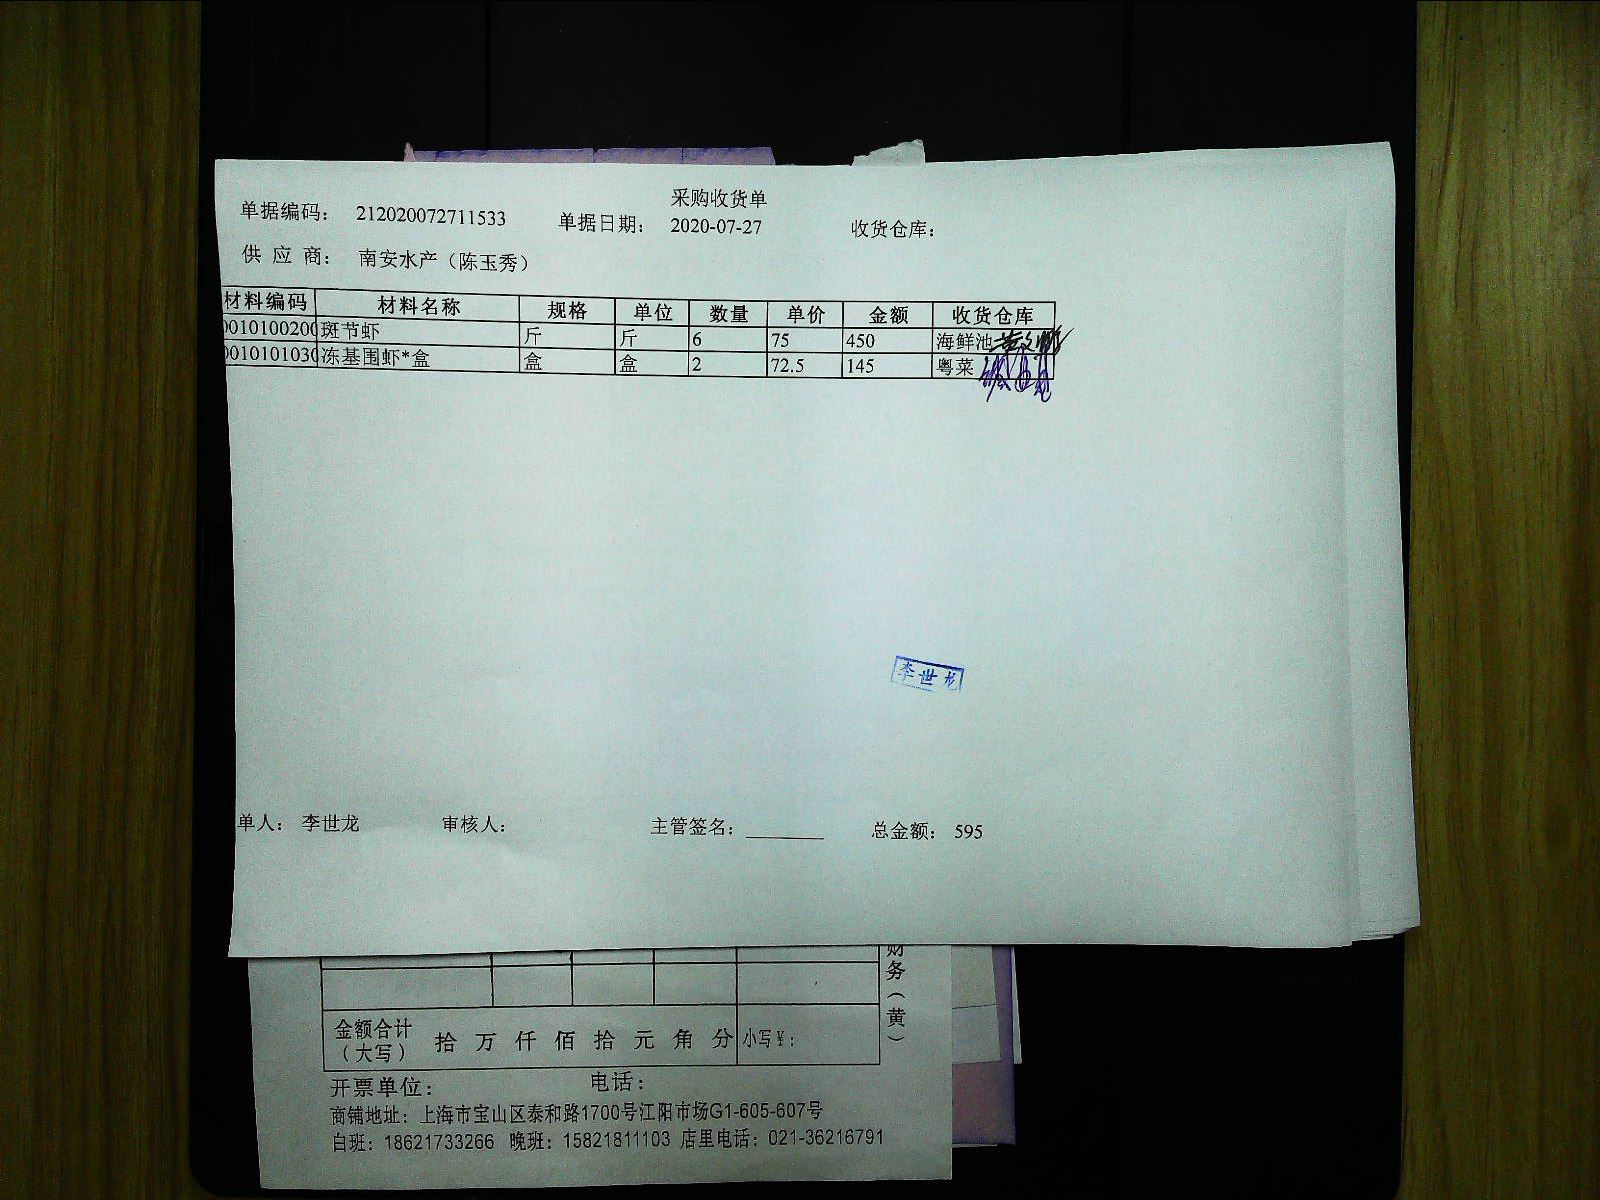 采购收货单
单据编码： 212020072711533 单据日期： 2020-07-27 收货仓库：
供 应 商： 南安水产（陈玉秀）
材料编码 材料名称 规格 单位 数量 单价 金额 收货仓库
0010100200 斑节虾 斤 斤 6 75 450 海鲜池
0010101030 冻基围虾*盒 盒 盒 2 72.5 145 粤菜
李世龙
单人： 李世龙 审核人： 主管签名： 总金额： 595
财务（黄）
金额合计（大写） 拾 万 仟 佰 拾 元 角 分 小写¥：
开票单位： 电话：
商铺地址：上海市宝山区泰和路1700号江阳市场G1-605-607号
白班：18621733266 晚班：15821811103 店里电话：021-36216791